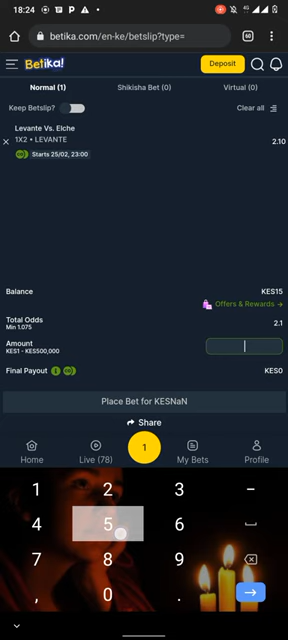 18:24
betika.com/en-ke/betslip?type=
Betika!
Deposit
Normal (1)
Shikisha Bet (0)
Virtual (0)
Keep Betslip?
Clear all
Levante Vs. Elche
1X2 • LEVANTE
2.10
Starts 25/02, 23:00
Balance
KES15
Offers & Rewards →
Total Odds
2.1
Min 1.075
Amount
KES1 - KES500,000
Final Payout
KES0
Place Bet for KESNaN
Share
Home
Live (78)
1
My Bets
Profile
1 2 3 -
4 5 6
7 8 9
, 0 .